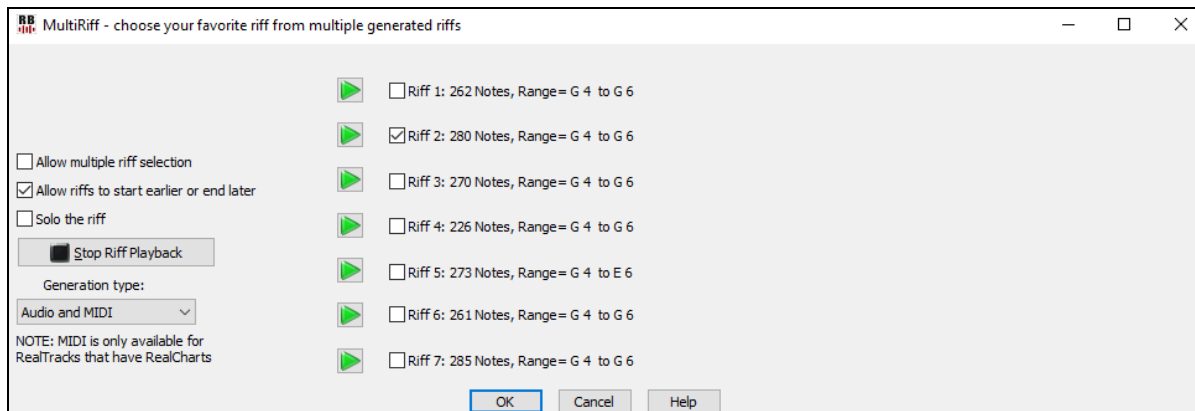 RB
MultiRiff - choose your favorite riff from multiple generated riffs
Riff 1: 262 Notes, Range= G 4 to G 6
Riff 2: 280 Notes, Range= G 4 to G 6
Allow multiple riff selection
Riff 3: 270 Notes, Range= G 4 to G 6
Allow riffs to start earlier or end later
Solo the riff
Riff 4: 226 Notes, Range= G 4 to G 6
Stop Riff Playback
Riff 5: 273 Notes, Range= G 4 to E 6
Generation type:
Audio and MIDI
Riff 6: 261 Notes, Range= G 4 to G 6
NOTE: MIDI is only available for
RealTracks that have RealCharts
Riff 7: 285 Notes, Range= G 4 to G 6
OK Cancel Help